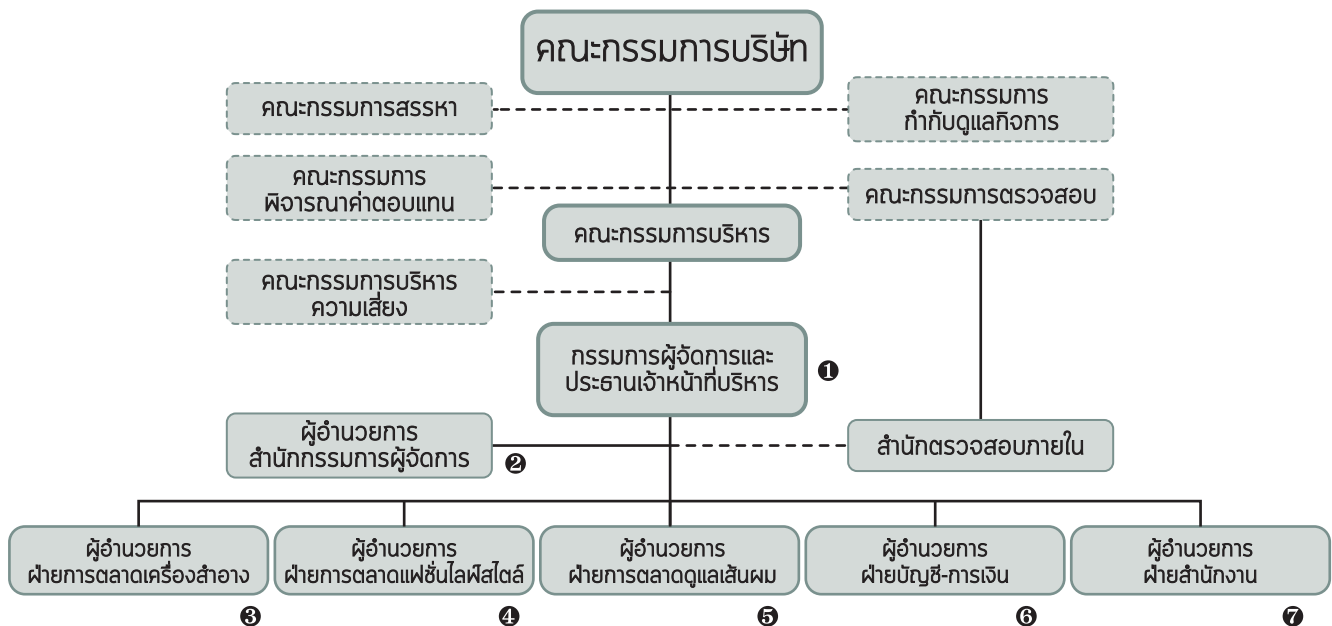 คณะกรรมการบริษัท
คณะกรรมการสรรหา
คณะกรรมการ
กำกับดูแลกิจการ
คณะกรรมการ
พิจารณาค่าตอบแทน
คณะกรรมการตรวจสอบ
คณะกรรมการบริหาร
คณะกรรมการบริหาร
ความเสี่ยง
กรรมการผู้จัดการและ
ประธานเจ้าหน้าที่บริหาร
❶
ผู้อำนวยการ
สำนักกรรมการผู้จัดการ
❷
สำนักตรวจสอบภายใน
ผู้อำนวยการ
ฝ่ายการตลาดเครื่องสำอาง
❸
ผู้อำนวยการ
ฝ่ายการตลาดแฟชั่นไลฟ์สไตล์
❹
ผู้อำนวยการ
ฝ่ายการตลาดดูแลเส้นผม
❺
ผู้อำนวยการ
ฝ่ายบัญชี-การเงิน
❻
ผู้อำนวยการ
ฝ่ายสำนักงาน
❼